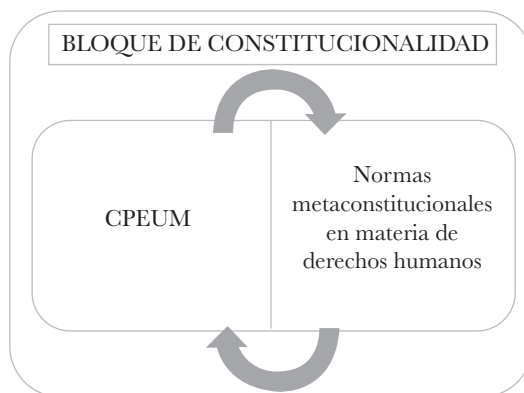 BLOQUE DE CONSTITUCIONALIDAD
CPEUM
Normas
metaconstitucionales
en materia de
derechos humanos